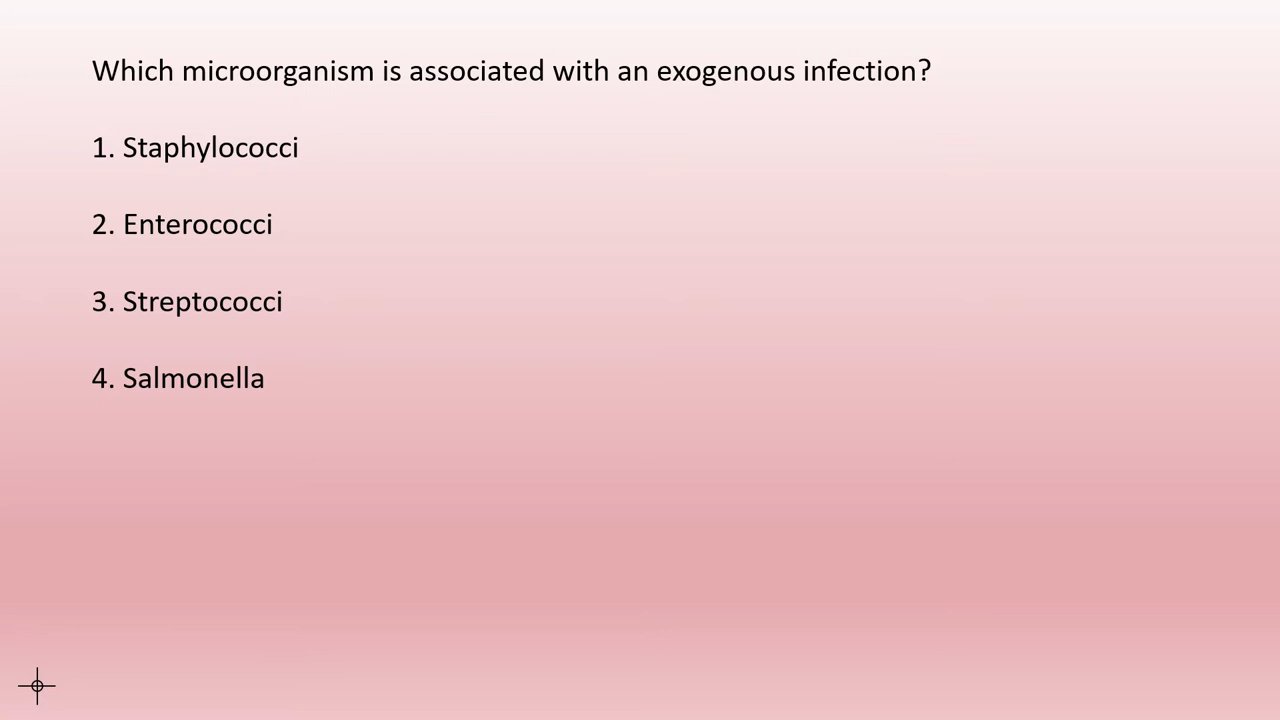 Which microorganism is associated with an exogenous infection?
1. Staphylococci
2. Enterococci
3. Streptococci
4. Salmonella